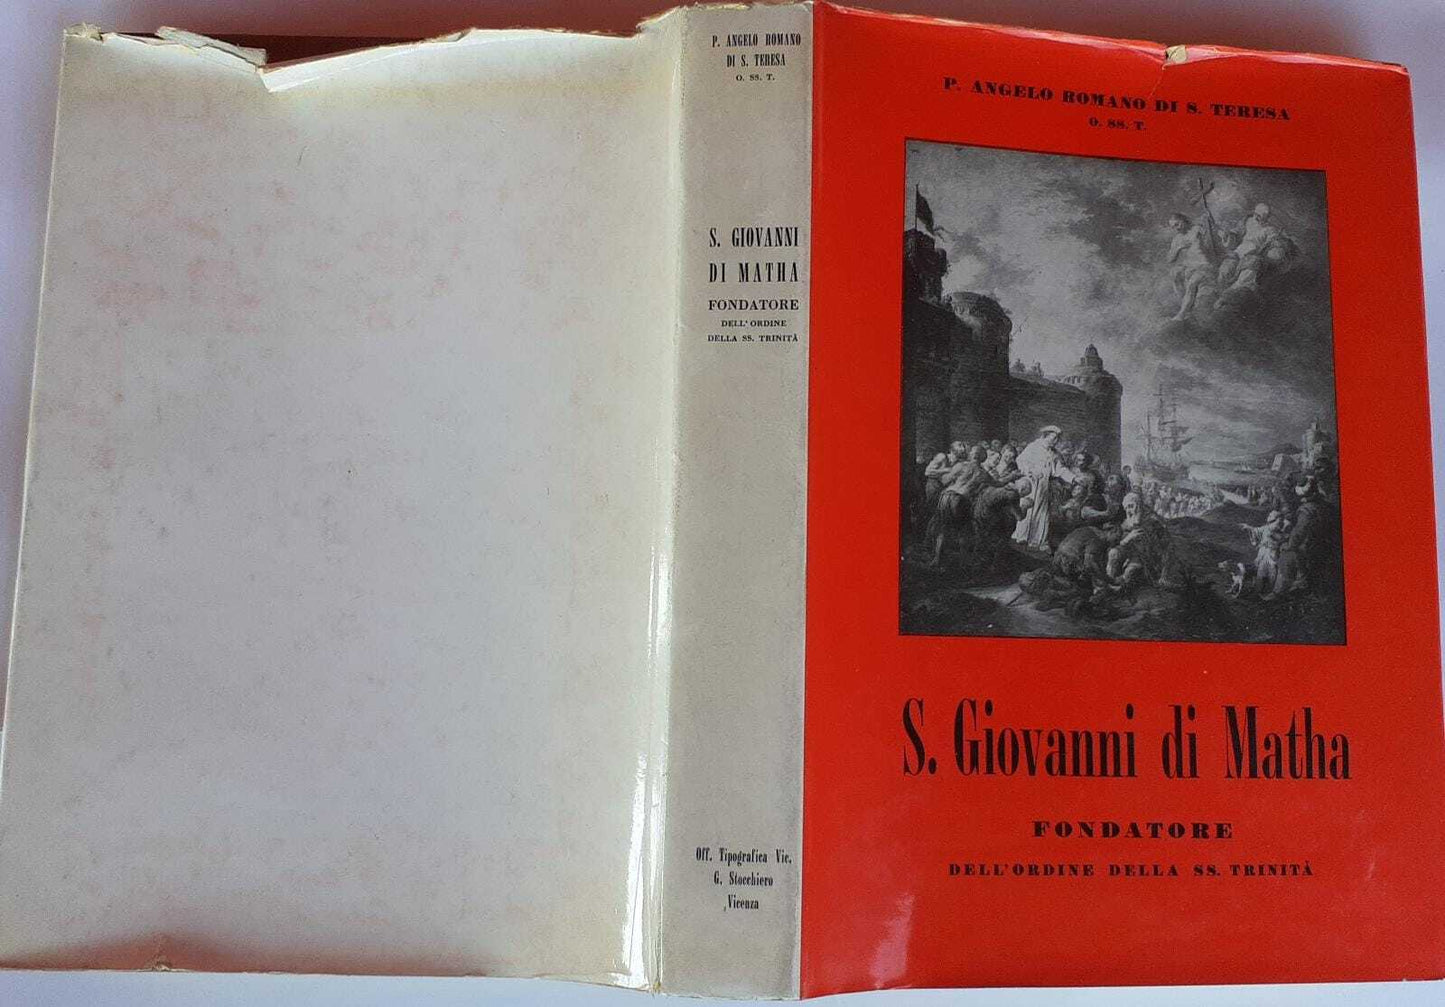 P. ANGELO ROMANO
DI S. TERESA
O. SS. T.
S. GIOVANNI
DI MATHA
FONDATORE
DELL' ORDINE
DELLA SS. TRINITÀ
Off. Tipografica Vic.
G. Stocchiero
Vicenza
P. ANGELO ROMANO DI S. TERESA
O. SS. T.
S. Giovanni di Matha
FONDATORE
DELL'ORDINE DELLA SS. TRINITÀ